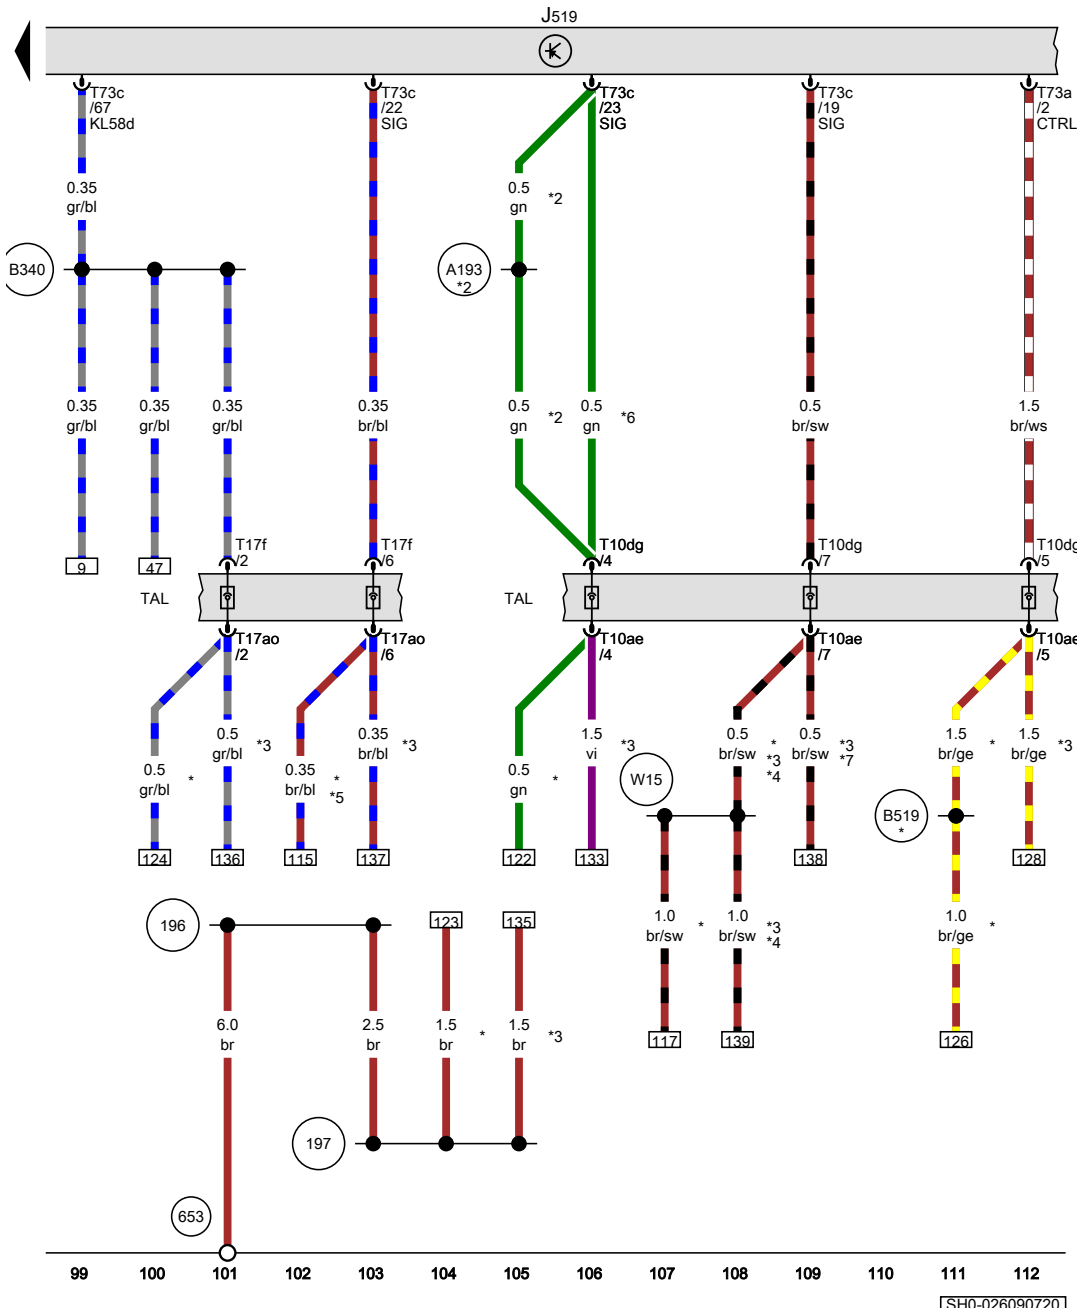 J519
T73c
/67
KL58d
T73c
/22
SIG
T73c
/23
SIG
T73c
/19
SIG
T73a
/2
CTRL
0.35
gr/bl
0.5
gn
*2
B340
A193
*2
0.35
gr/bl
0.35
gr/bl
0.35
gr/bl
0.35
br/bl
0.5
gn
*2
0.5
gn
*6
0.5
br/sw
1.5
br/ws
9
47
T17f
/2
T17f
/6
T10dg
/4
T10dg
/7
T10dg
/5
TAL
TAL
T17ao
/2
T17ao
/6
T10ae
/4
T10ae
/7
T10ae
/5
0.5
gr/bl
*
0.5
gr/bl
*3
0.35
br/bl
*
*5
0.35
br/bl
*3
0.5
gn
*
1.5
vi
*3
W15
0.5
br/sw
*
*3
*4
0.5
br/sw
*3
*7
1.5
br/ge
*
1.5
br/ge
*3
B519
*
124
136
115
137
122
133
138
128
196
123
135
1.0
br/sw
*
1.0
br/sw
*3
*4
1.0
br/ge
*
6.0
br
2.5
br
1.5
br
*
1.5
br
*3
117
139
126
197
653
99 100 101 102 103 104 105 106 107 108 109 110 111 112
SH0-026090720